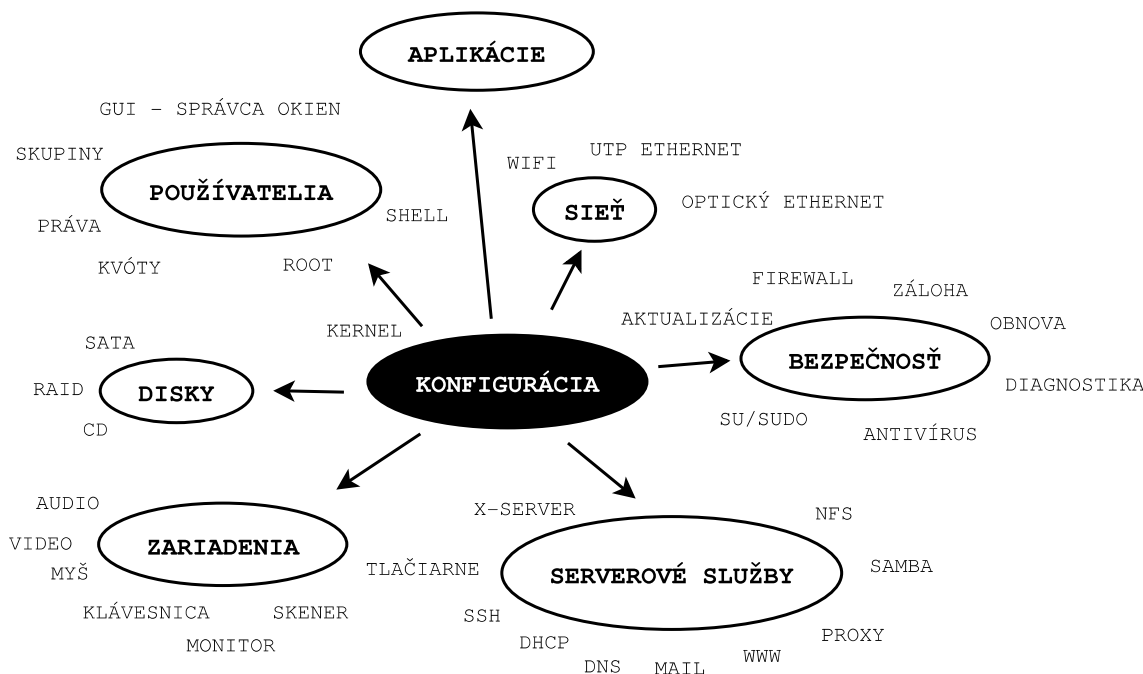 APLIKÁCIE
GUI – SPRÁVCA OKIEN
SKUPINY
POUŽÍVATELIA
SHELL
PRÁVA
KVÓTY
ROOT
WIFI
UTP ETHERNET
SIEŤ
OPTICKÝ ETHERNET
KERNEL
KONFIGURÁCIA
FIREWALL
ZÁLOHA
AKTUALIZÁCIE
OBNOVA
BEZPEČNOSŤ
DIAGNOSTIKA
SU/SUDO
ANTIVÍRUS
SATA
RAID
DISKY
CD
AUDIO
VIDEO
ZARIADENIA
MYŠ
KLÁVESNICA
SKENER
MONITOR
TLAČIARNE
X–SERVER
NFS
SERVEROVÉ SLUŽBY
SAMBA
SSH
DHCP
PROXY
DNS
MAIL
WWW